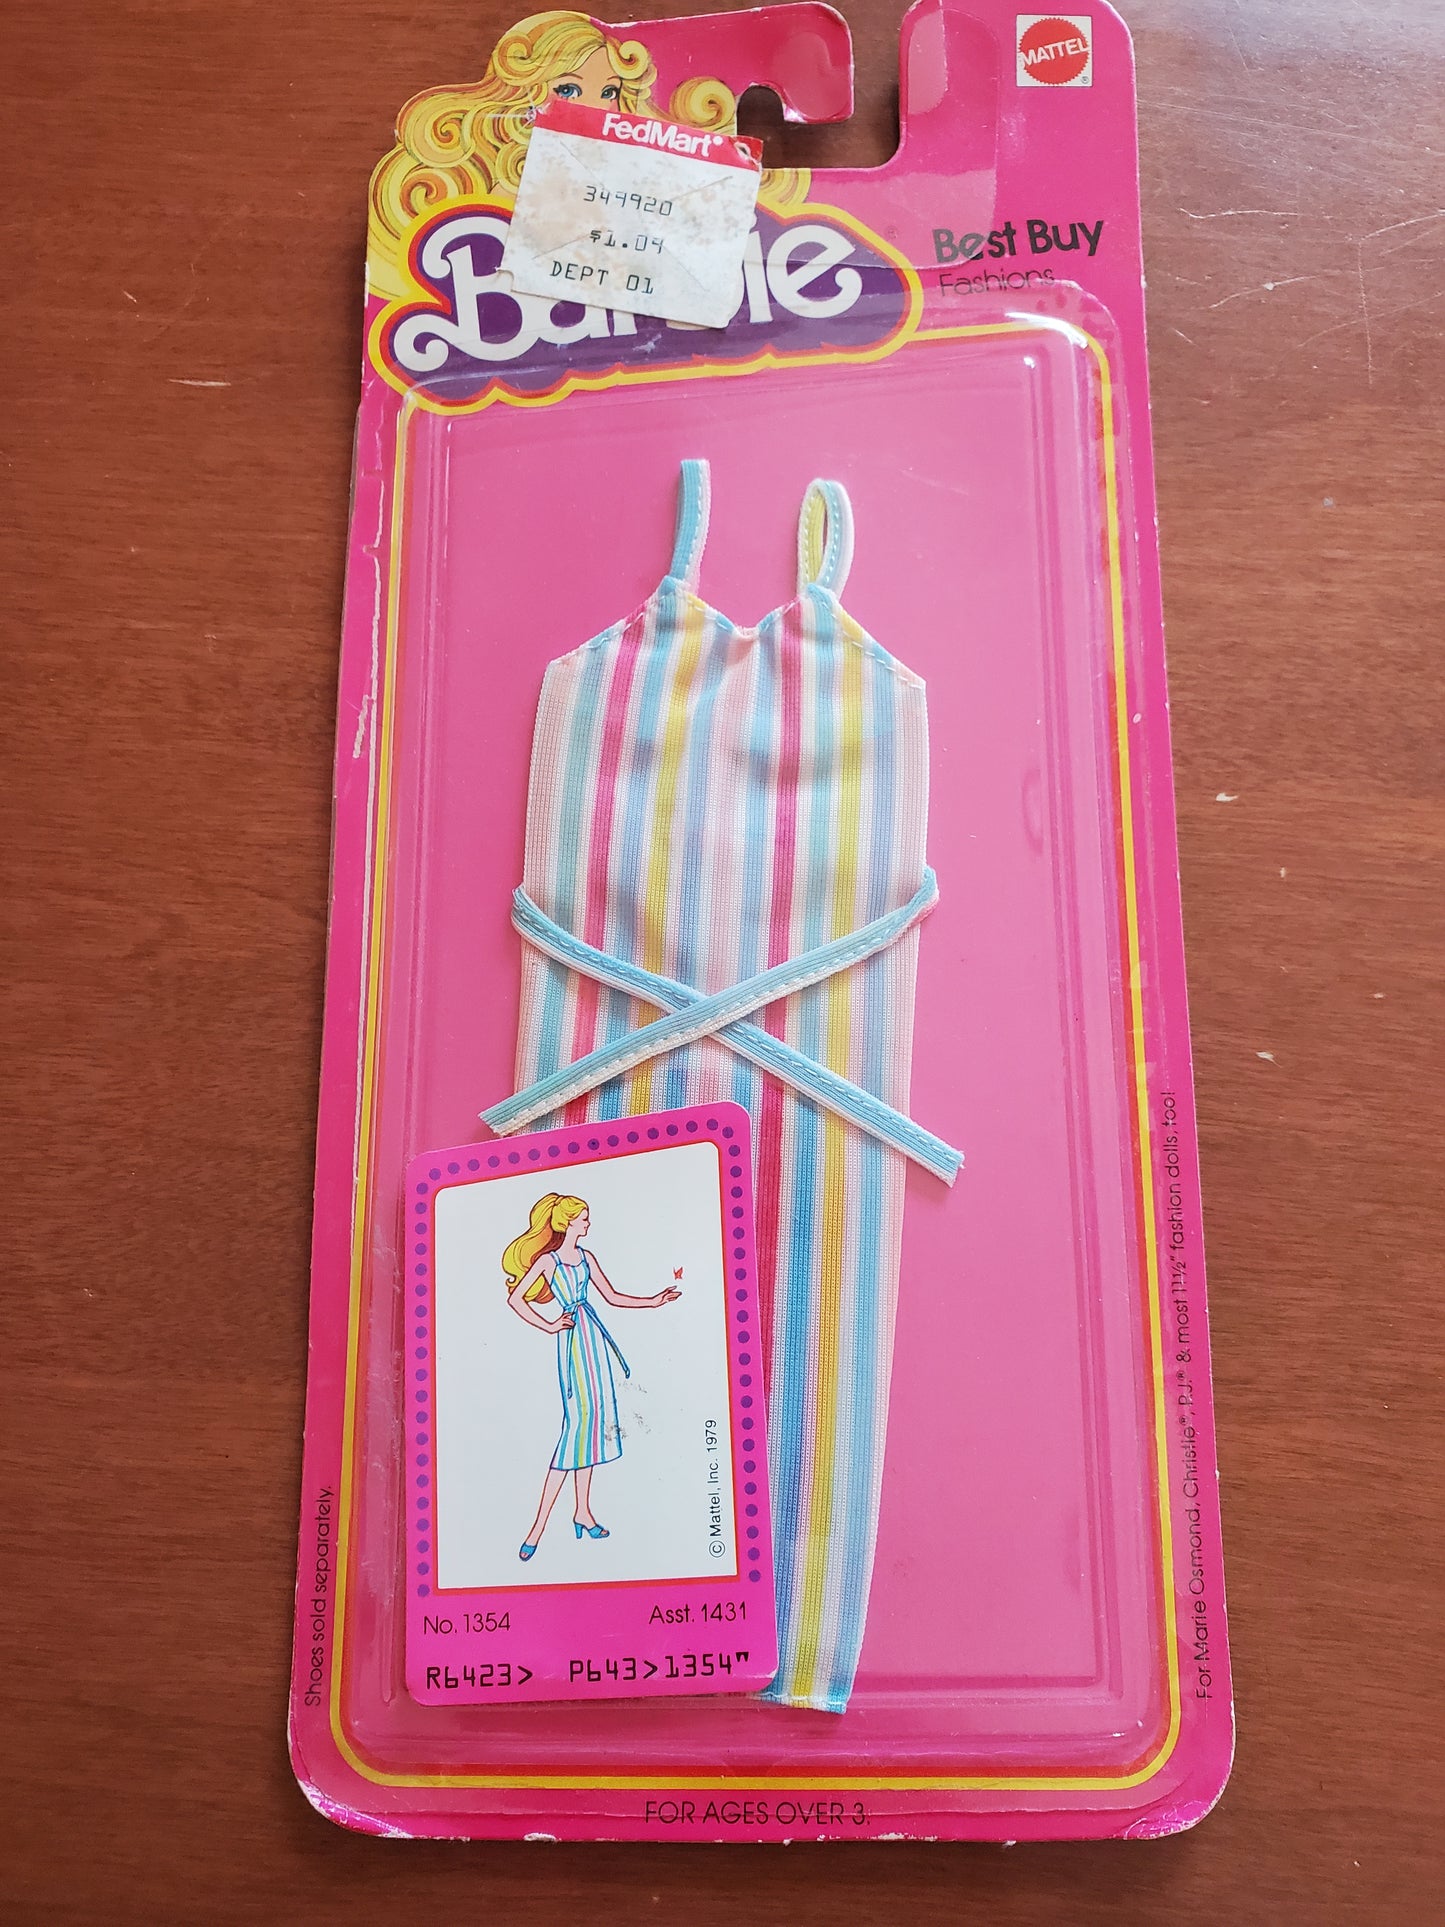 MATTEL®
FedMart®
349920
$1.09
DEPT 01
Barbie
Best Buy
Fashions
© Mattel, Inc. 1979
No. 1354
Asst. 1431
R6423> P643>1354"
Shoes sold separately.
For Marie Osmond, Christie®, P.J.® & most 11½" fashion dolls, too!
FOR AGES OVER 3.